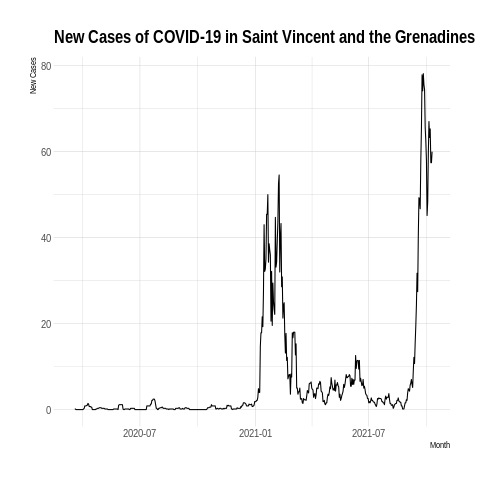 New Cases of COVID-19 in Saint Vincent and the Grenadines
New Cases
80
60
40
20
0
2020-07 2021-01 2021-07
Month